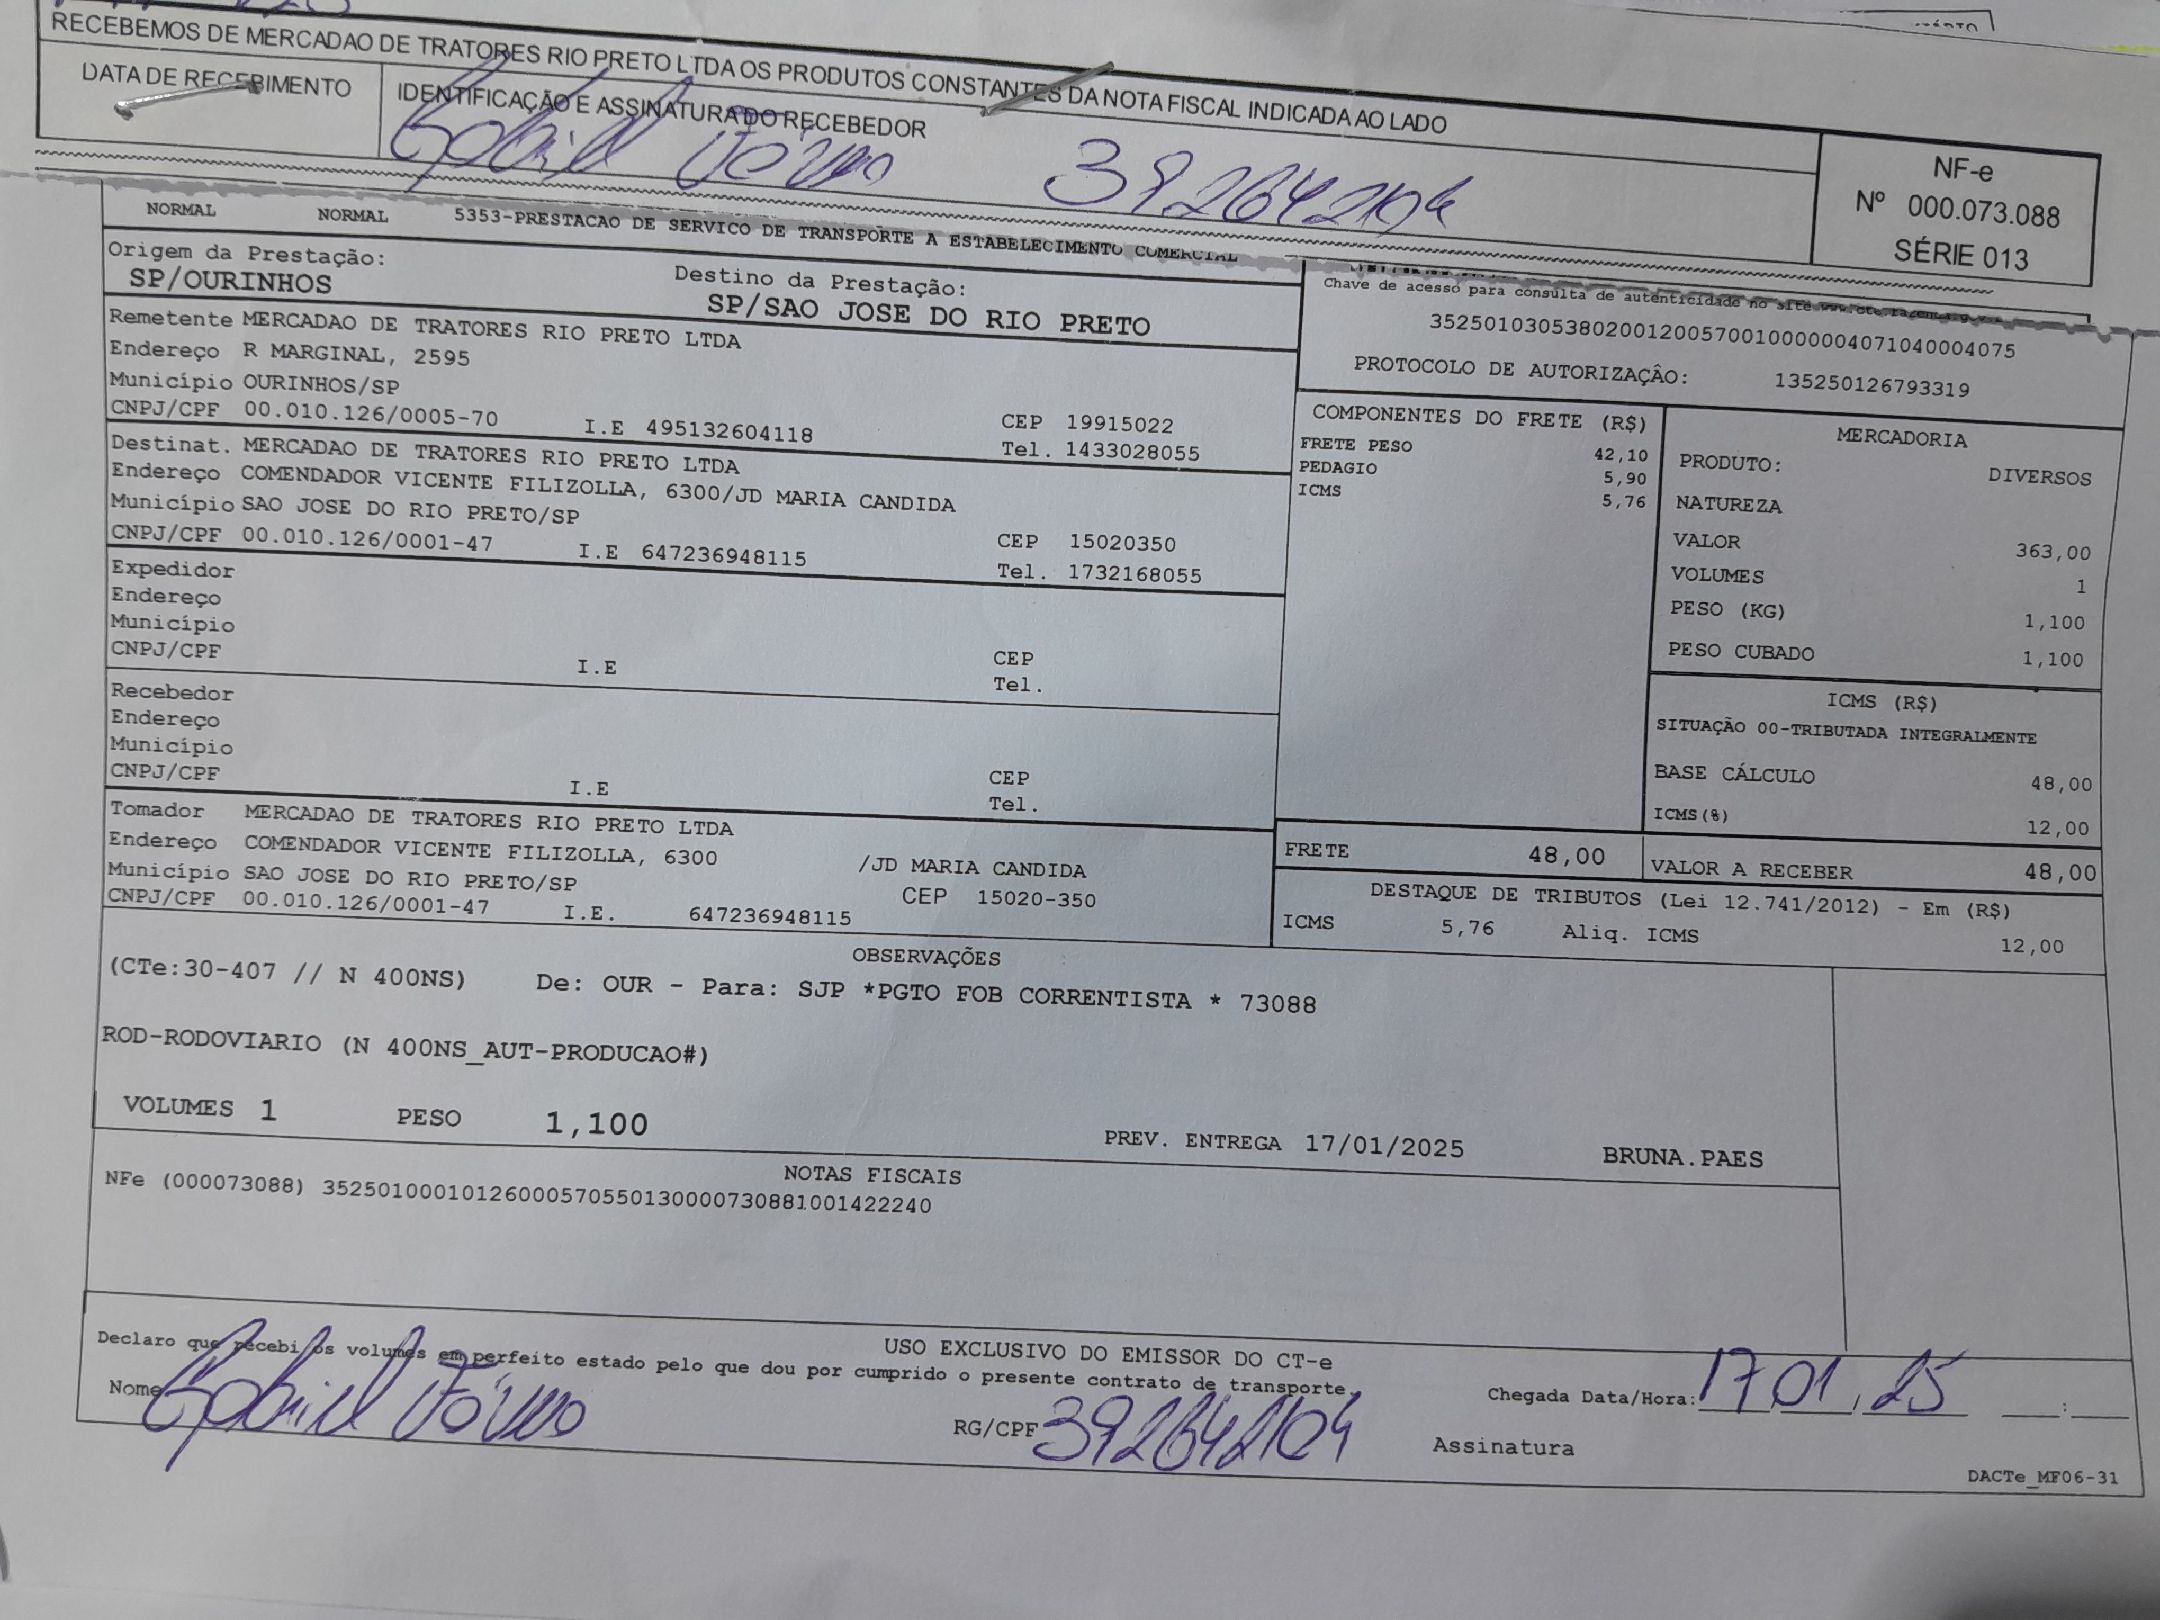 RECEBEMOS DE MERCADAO DE TRATORES RIO PRETO LTDA OS PRODUTOS CONSTANTES DA NOTA FISCAL INDICADA AO LADO
DATA DE RECEBIMENTO
IDENTIFICAÇÃO E ASSINATURA DO RECEBEDOR
Gabriel
NF-e
Nº 000.073.088
SÉRIE 013
NORMAL NORMAL 5353-PRESTACAO DE SERVICO DE TRANSPORTE A ESTABELECIMENTO COMERCIAL
Origem da Prestação:
SP/OURINHOS
Destino da Prestação:
SP/SAO JOSE DO RIO PRETO
Chave de acesso para consulta de autenticidade no site
35250103053802001200570010000004071040004075
PROTOCOLO DE AUTORIZAÇÃO: 135250126793319
Remetente MERCADAO DE TRATORES RIO PRETO LTDA
Endereço R MARGINAL, 2595
Município OURINHOS/SP
CNPJ/CPF 00.010.126/0005-70 I.E 495132604118
CEP 19915022
Tel. 1433028055
Destinat. MERCADAO DE TRATORES RIO PRETO LTDA
Endereço COMENDADOR VICENTE FILIZOLLA, 6300/JD MARIA CANDIDA
Município SAO JOSE DO RIO PRETO/SP
CNPJ/CPF 00.010.126/0001-47 I.E 647236948115
CEP 15020350
Tel. 1732168055
Expedidor
Endereço
Município
CNPJ/CPF I.E
CEP
Tel.
Recebedor
Endereço
Município
CNPJ/CPF I.E
CEP
Tel.
Tomador MERCADAO DE TRATORES RIO PRETO LTDA
Endereço COMENDADOR VICENTE FILIZOLLA, 6300 /JD MARIA CANDIDA
Município SAO JOSE DO RIO PRETO/SP CEP 15020-350
CNPJ/CPF 00.010.126/0001-47 I.E. 647236948115
COMPONENTES DO FRETE (R$)
FRETE PESO 42,10
PEDAGIO 5,90
ICMS 5,76
MERCADORIA
PRODUTO: DIVERSOS
NATUREZA
VALOR 363,00
VOLUMES 1
PESO (KG) 1,100
PESO CUBADO 1,100
ICMS (R$)
SITUAÇÃO 00-TRIBUTADA INTEGRALMENTE
BASE CÁLCULO 48,00
ICMS(%) 12,00
FRETE 48,00 VALOR A RECEBER 48,00
DESTAQUE DE TRIBUTOS (Lei 12.741/2012) - Em (R$)
ICMS 5,76 Aliq. ICMS 12,00
OBSERVAÇÕES
(CTe:30-407 // N 400NS) De: OUR - Para: SJP *PGTO FOB CORRENTISTA * 73088
ROD-RODOVIARIO (N 400NS_AUT-PRODUCAO#)
VOLUMES 1 PESO 1,100 PREV. ENTREGA 17/01/2025 BRUNA.PAES
NOTAS FISCAIS
NFe (000073088) 35250100010126000570550130000730881001422240
USO EXCLUSIVO DO EMISSOR DO CT-e
Declaro que recebi os volumes em perfeito estado pelo que dou por cumprido o presente contrato de transporte.
Nome Gabriel
RG/CPF
Chegada Data/Hora: 17 01 25 __:__
Assinatura
DACTe_MF06-31